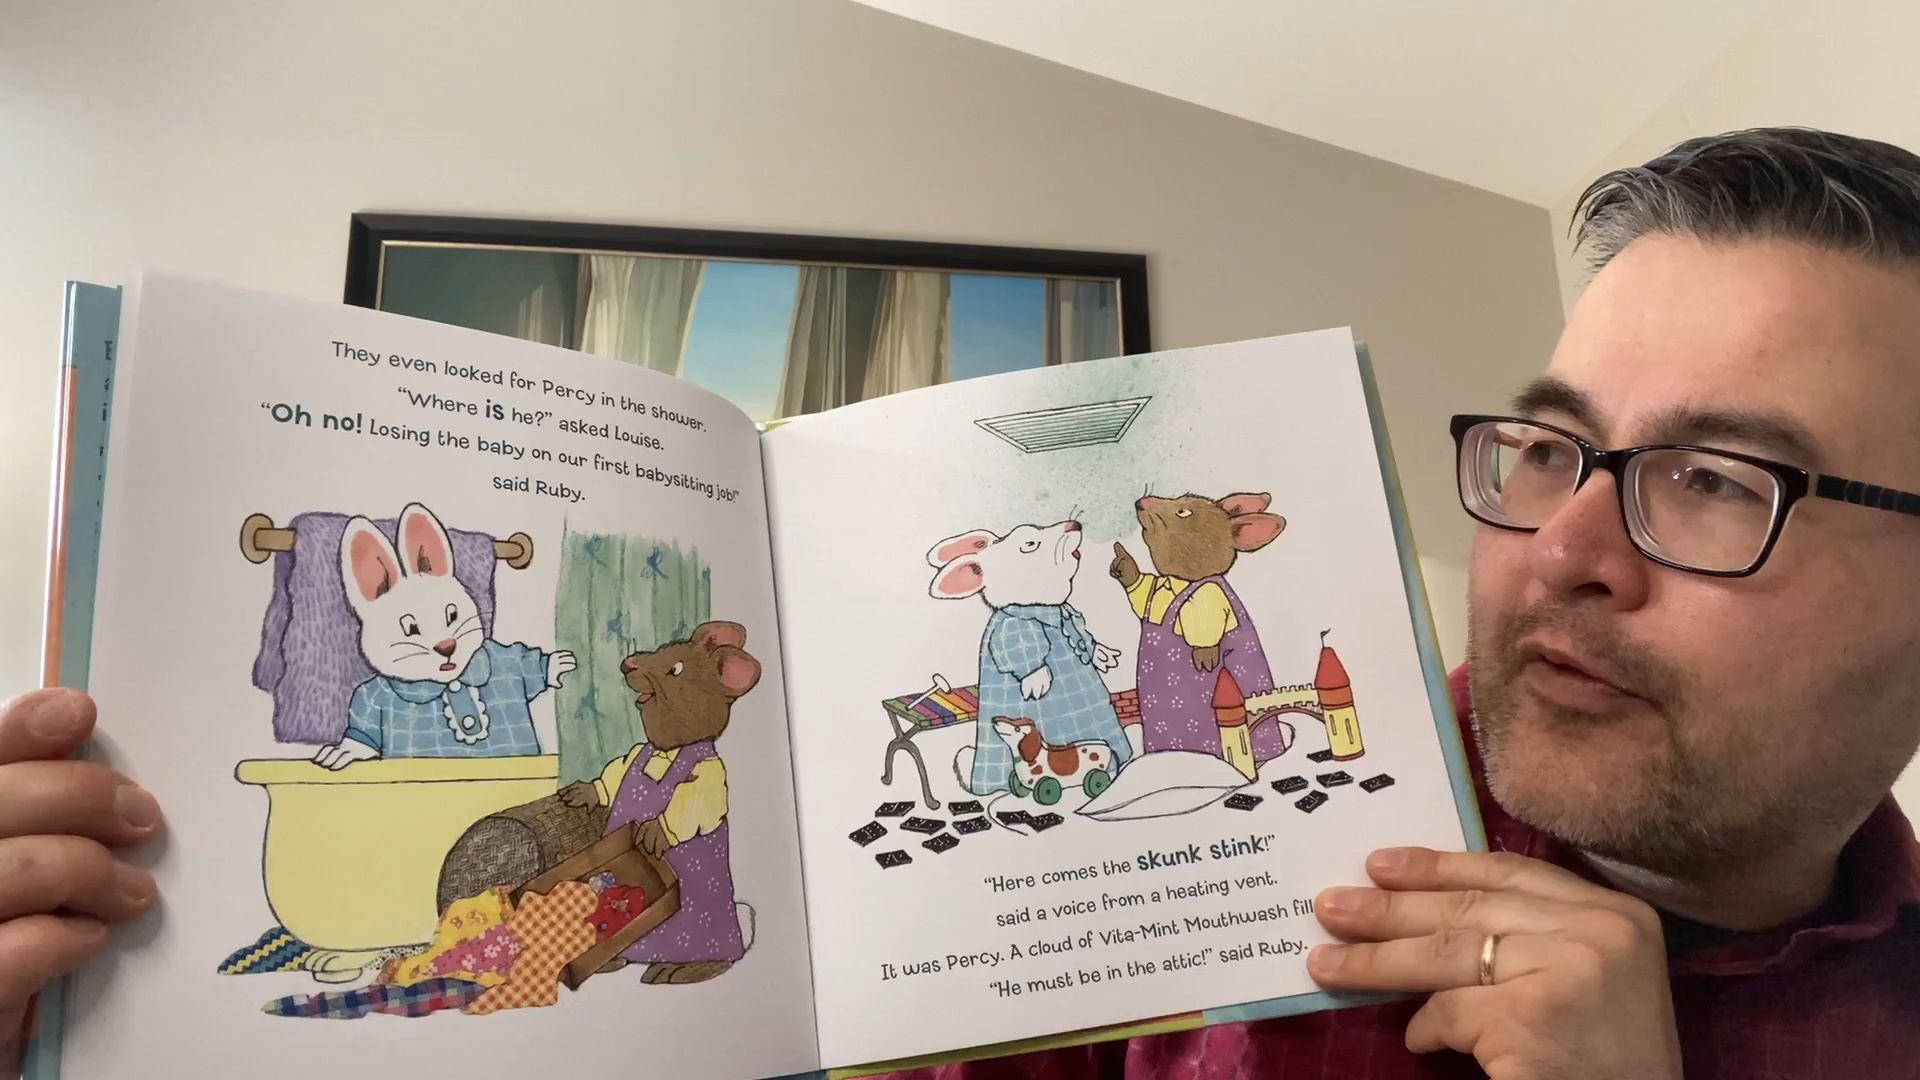 They even looked for Percy in the shower.
“Where is he?” asked Louise.
“Oh no! Losing the baby on our first babysitting job!”
said Ruby.
“Here comes the skunk stink!”
said a voice from a heating vent.
It was Percy. A cloud of Vita-Mint Mouthwash
“He must be in the attic!” said Ruby.